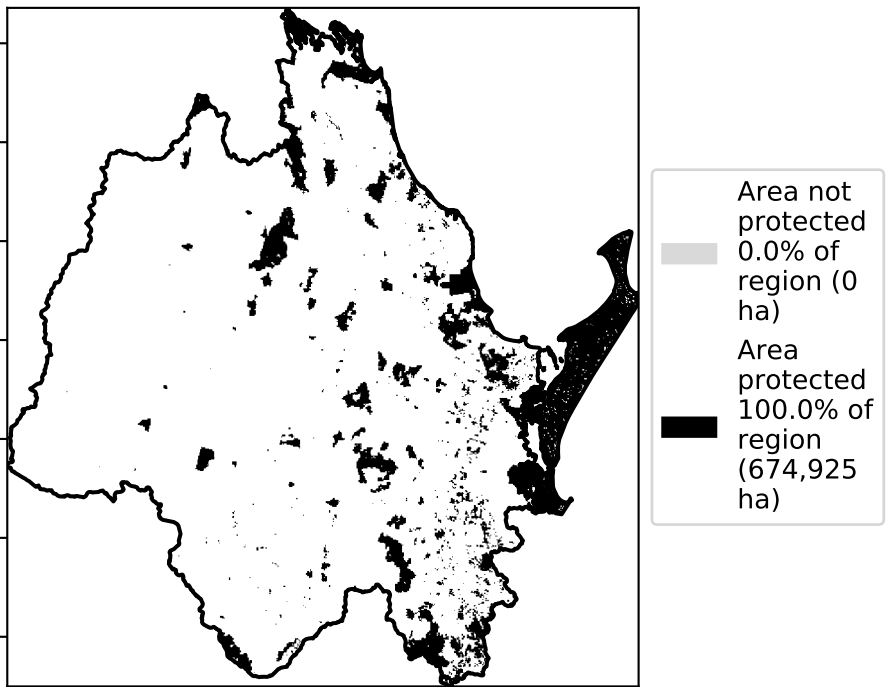 Area not
protected
0.0% of
region (0
ha)
Area
protected
100.0% of
region
(674,925
ha)